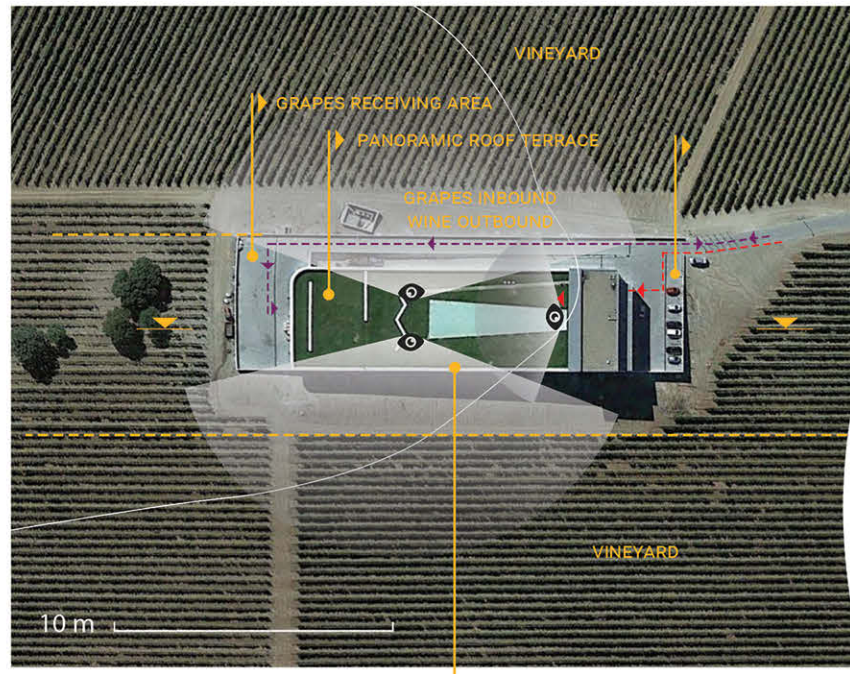 VINEYARD
GRAPES RECEIVING AREA
PANORAMIC ROOF TERRACE
GRAPES INBOUND
WINE OUTBOUND
VINEYARD
10 m